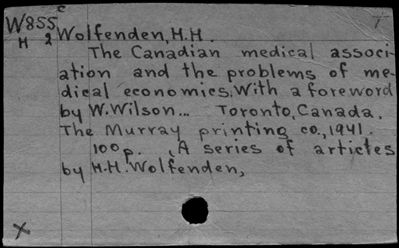 c
W855
H 2
Wolfenden, H.H.
The Canadian medical associ-
ation and the problems of me-
dical economics. With a foreword
by W. Wilson... Toronto, Canada,
The Murray printing co., 1941.
100p. A series of articles
by H.H. Wolfenden,
X